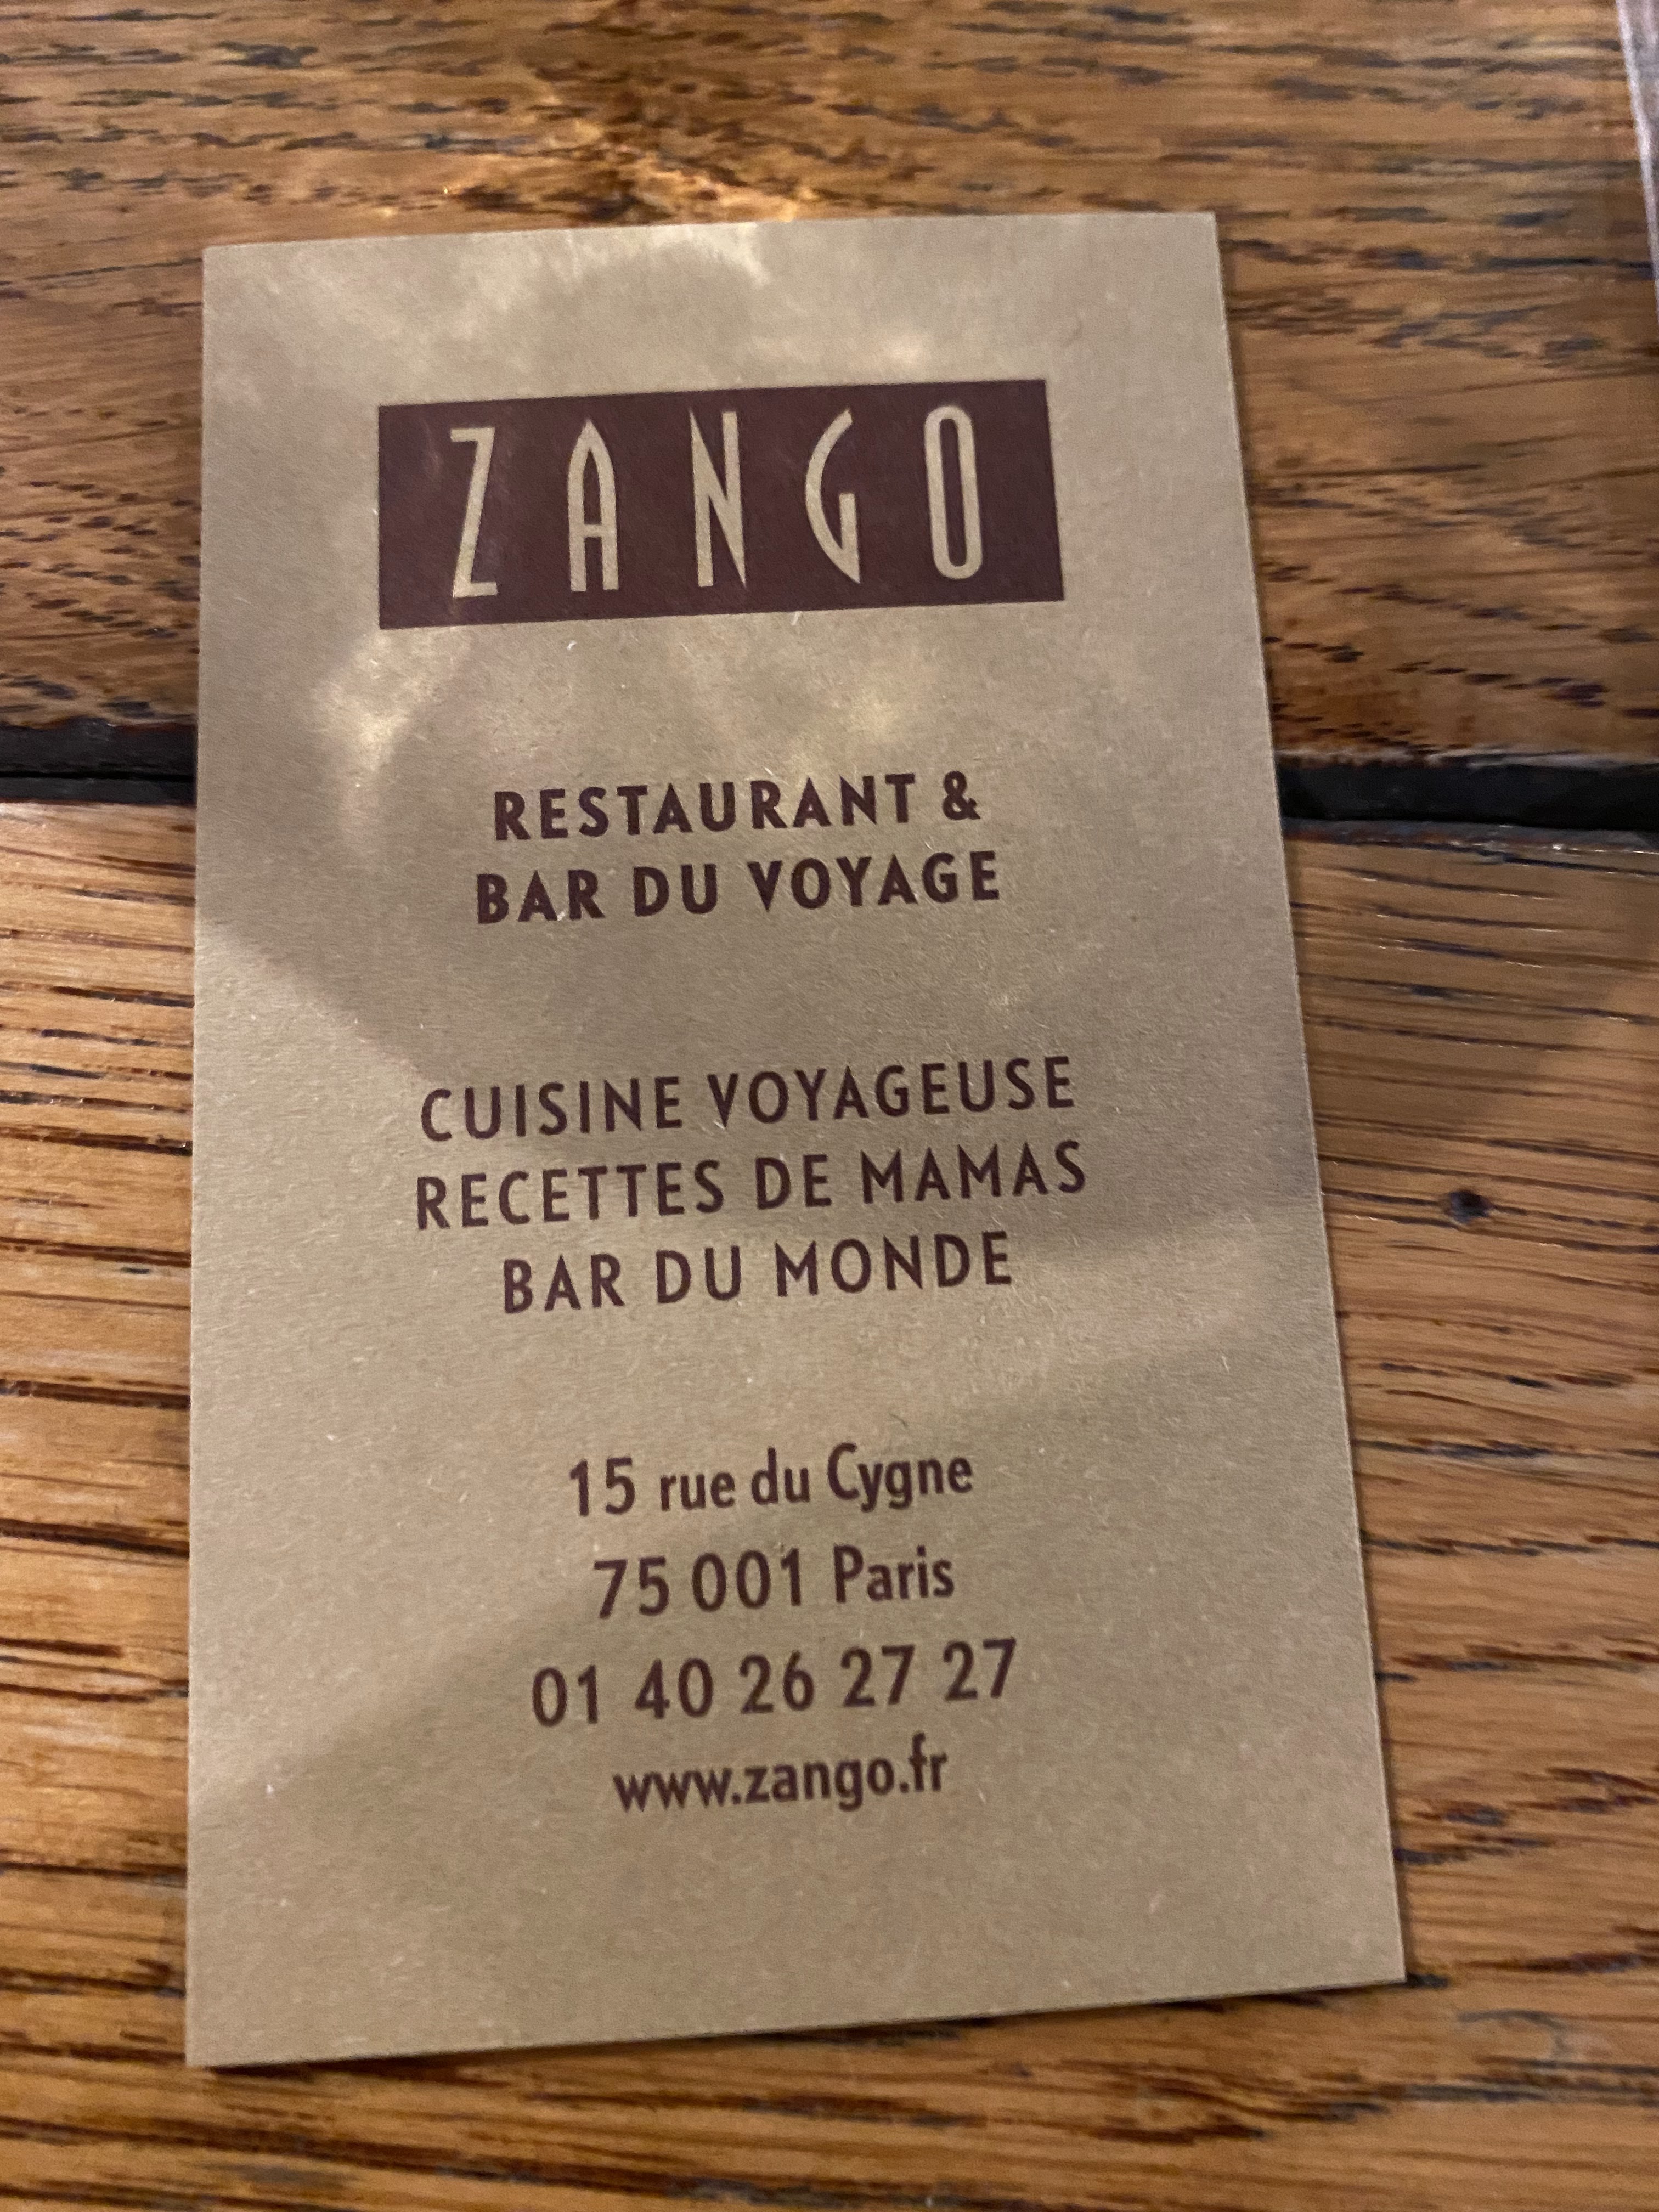 ZANGO
RESTAURANT &
BAR DU VOYAGE
CUISINE VOYAGEUSE
RECETTES DE MAMAS
BAR DU MONDE
15 rue du Cygne
75 001 Paris
01 40 26 27 27
www.zango.fr